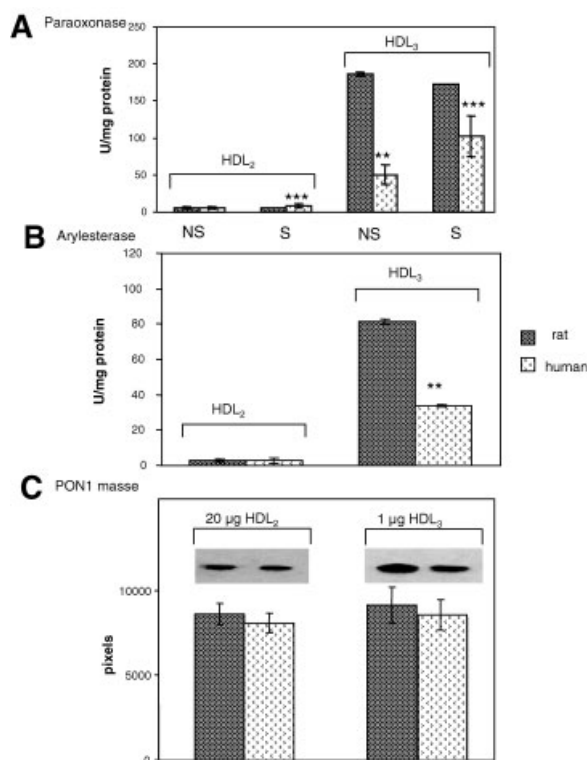 A Paraoxonase
250
200
150
100
50
0
U/mg protein
HDL₂
HDL₃
***
**
***
NS S NS S
B Arylesterase
120
100
80
60
40
20
0
U/mg protein
HDL₂
HDL₃
**
rat
human
C PON1 masse
20 µg HDL₂ 1 µg HDL₃
10000
5000
0
pixels